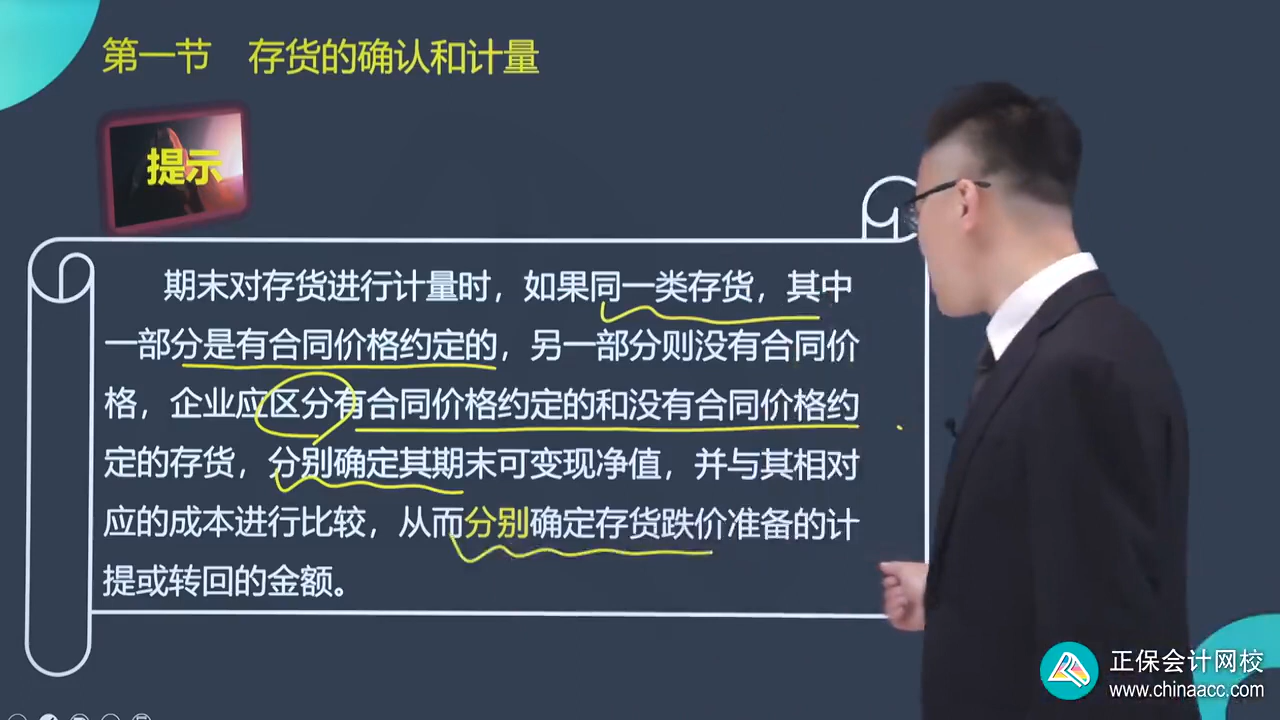 第一节 存货的确认和计量
提示
期末对存货进行计量时，如果同一类存货，其中
一部分是有合同价格约定的，另一部分则没有合同价
格，企业应区分有合同价格约定的和没有合同价格约
定的存货，分别确定其期末可变现净值，并与其相对
应的成本进行比较，从而分别确定存货跌价准备的计
提或转回的金额。
正保会计网校
www.chinaacc.com